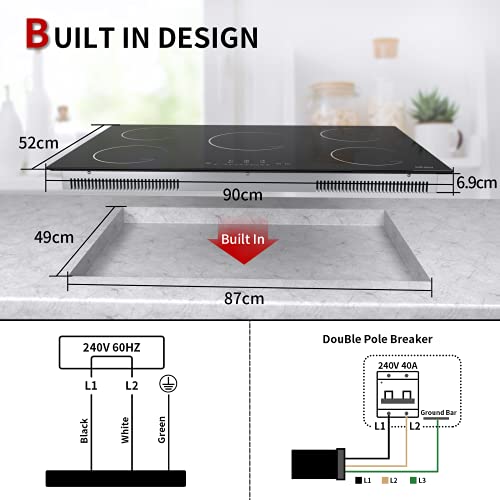 BUILT IN DESIGN
52cm
90cm
6.9cm
49cm
Built In
87cm
240V 60HZ
L1 L2
Black
White
Green
DouBle Pole Breaker
240V 40A
L1 L2
Ground Bar
L1 L2 L3